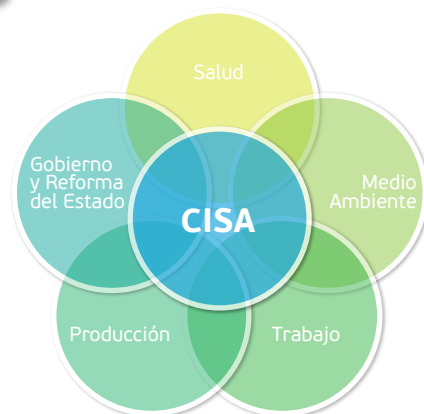 Salud
Gobierno
y Reforma
del Estado
Medio
Ambiente
CISA
Producción
Trabajo